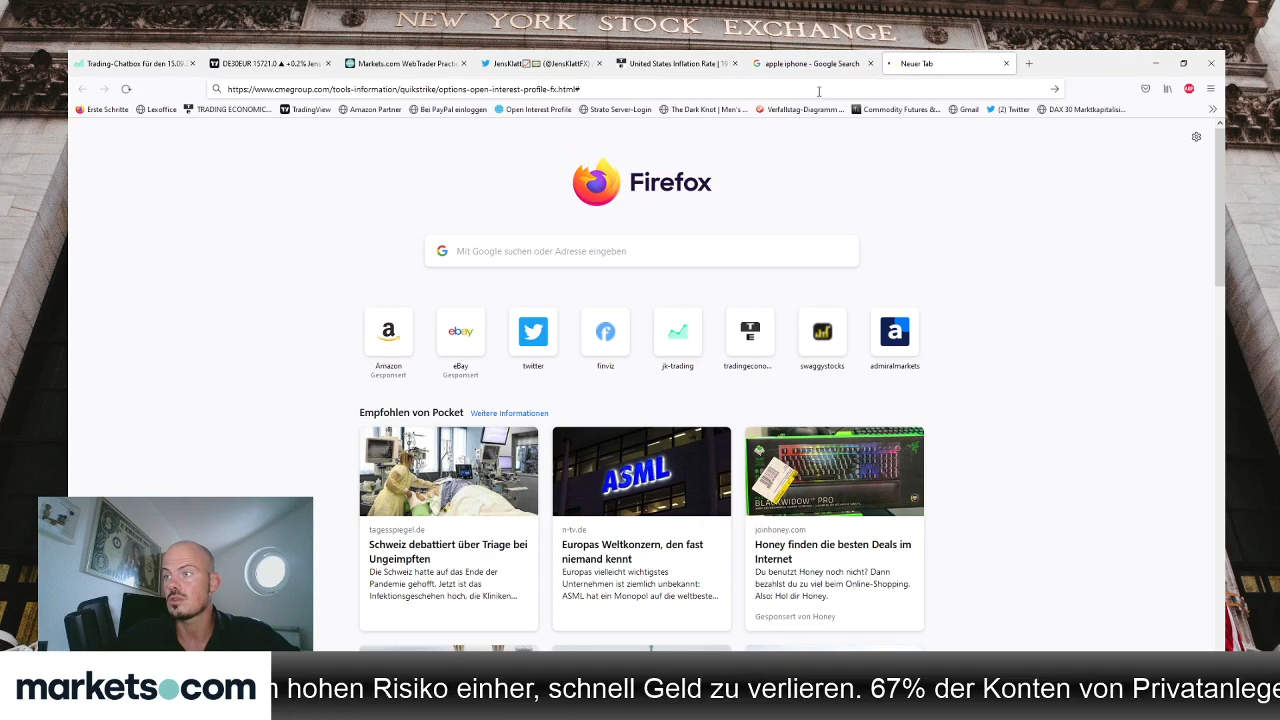 NEW YORK STOCK EXCHANGE
Trading-Chatbox für den 15.09.
DE30EUR 15721.0 ▲ +0.2% Jens
Markets.com WebTrader Practic
JensKlatt (@JensKlattFX) /
United States Inflation Rate | 19
apple iphone - Google Search
Neuer Tab
https://www.cmegroup.com/tools-information/quikstrike/options-open-interest-profile-fx.html#
Erste Schritte
Lexoffice
TRADING ECONOMIC...
TradingView
Amazon Partner
Bei PayPal einloggen
Open Interest Profile
Strato Server-Login
The Dark Knot | Men's ...
Verfallstag-Diagramm ...
Commodity Futures &...
Gmail
(2) Twitter
DAX 30 Marktkapitalisi...
Firefox
Mit Google suchen oder Adresse eingeben
Amazon
Gesponsert
eBay
Gesponsert
twitter
finviz
jk-trading
tradingecono...
swaggystocks
admiralmarkets
Empfohlen von Pocket Weitere Informationen
ASML
BLACKWIDOW PRO
tagesspiegel.de
Schweiz debattiert über Triage bei
Ungeimpften
Die Schweiz hatte auf das Ende der
Pandemie gehofft. Jetzt ist das
Infektionsgeschehen hoch, die Kliniken...
n-tv.de
Europas Weltkonzern, den fast
niemand kennt
Europas vielleicht wichtigstes
Unternehmen ist ziemlich unbekannt:
ASML hat ein Monopol auf die weltbeste...
joinhoney.com
Honey finden die besten Deals im
Internet
Du benutzt Honey noch nicht? Dann
bezahlst du zu viel beim Online-Shopping.
Also: Hol dir Honey.
Gesponsert von Honey
markets.com
n hohen Risiko einher, schnell Geld zu verlieren. 67% der Konten von Privatanlege